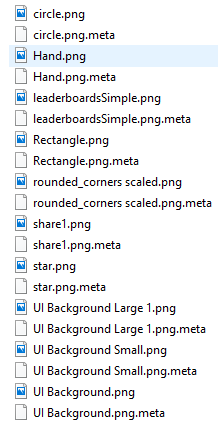 circle.png
circle.png.meta
Hand.png
Hand.png.meta
leaderboardsSimple.png
leaderboardsSimple.png.meta
Rectangle.png
Rectangle.png.meta
rounded_corners scaled.png
rounded_corners scaled.png.meta
share1.png
share1.png.meta
star.png
star.png.meta
UI Background Large 1.png
UI Background Large 1.png.meta
UI Background Small.png
UI Background Small.png.meta
UI Background.png
UI Background.png.meta